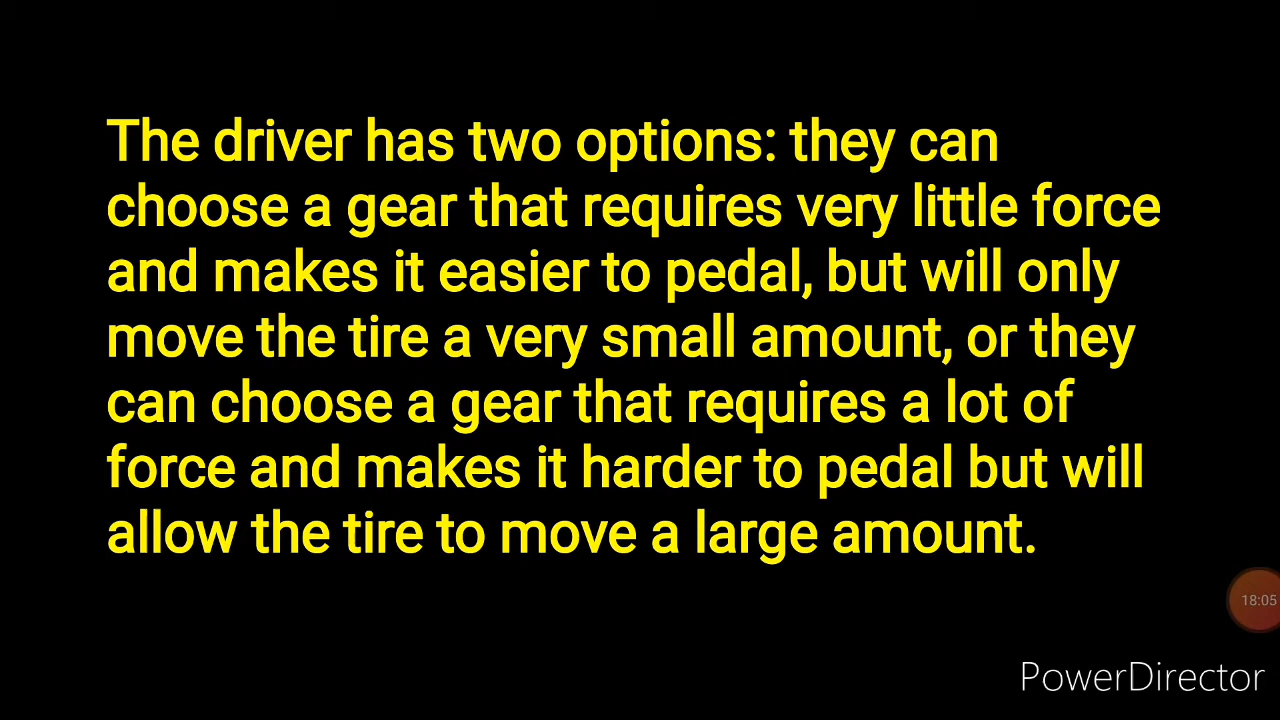 The driver has two options: they can
choose a gear that requires very little force
and makes it easier to pedal, but will only
move the tire a very small amount, or they
can choose a gear that requires a lot of
force and makes it harder to pedal but will
allow the tire to move a large amount.
18:05
PowerDirector